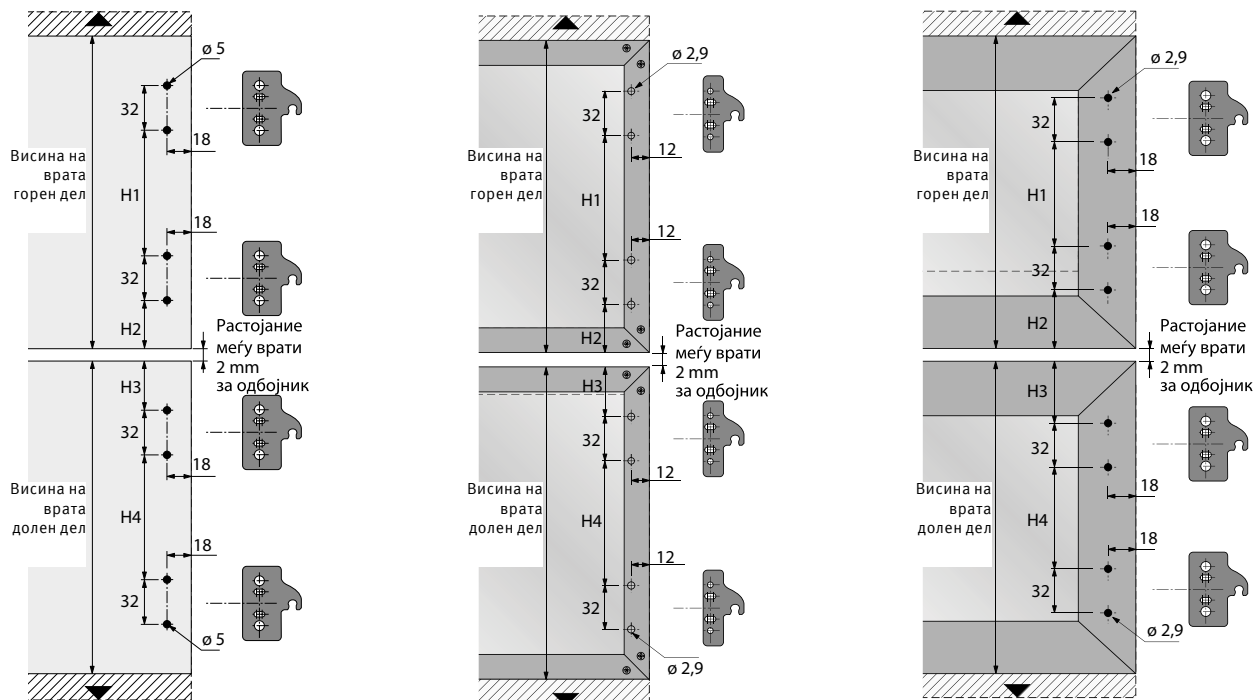 ø 5
32
18
Висина на
врата
горен дел
H1
18
32
H2
Растојание
меѓу врати
2 mm
за одбојник
H3
32
18
Висина на
врата
долен дел
H4
18
32
ø 5
ø 2,9
32
12
Висина на
врата
горен дел
H1
12
32
H2
Растојание
меѓу врати
2 mm
за одбојник
H3
32
12
Висина на
врата
долен дел
H4
12
32
ø 2,9
ø 2,9
32
18
Висина на
врата
горен дел
H1
18
32
H2
Растојание
меѓу врати
2 mm
за одбојник
H3
32
18
Висина на
врата
долен дел
H4
18
32
ø 2,9